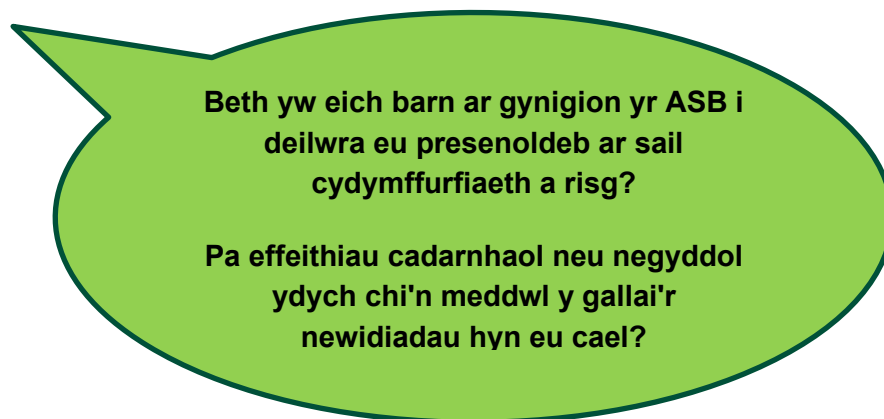 Beth yw eich barn ar gynigion yr ASB i
deilwra eu presenoldeb ar sail
cydymffurfiaeth a risg?
Pa effeithiau cadarnhaol neu negyddol
ydych chi'n meddwl y gallai'r
newidiadau hyn eu cael?